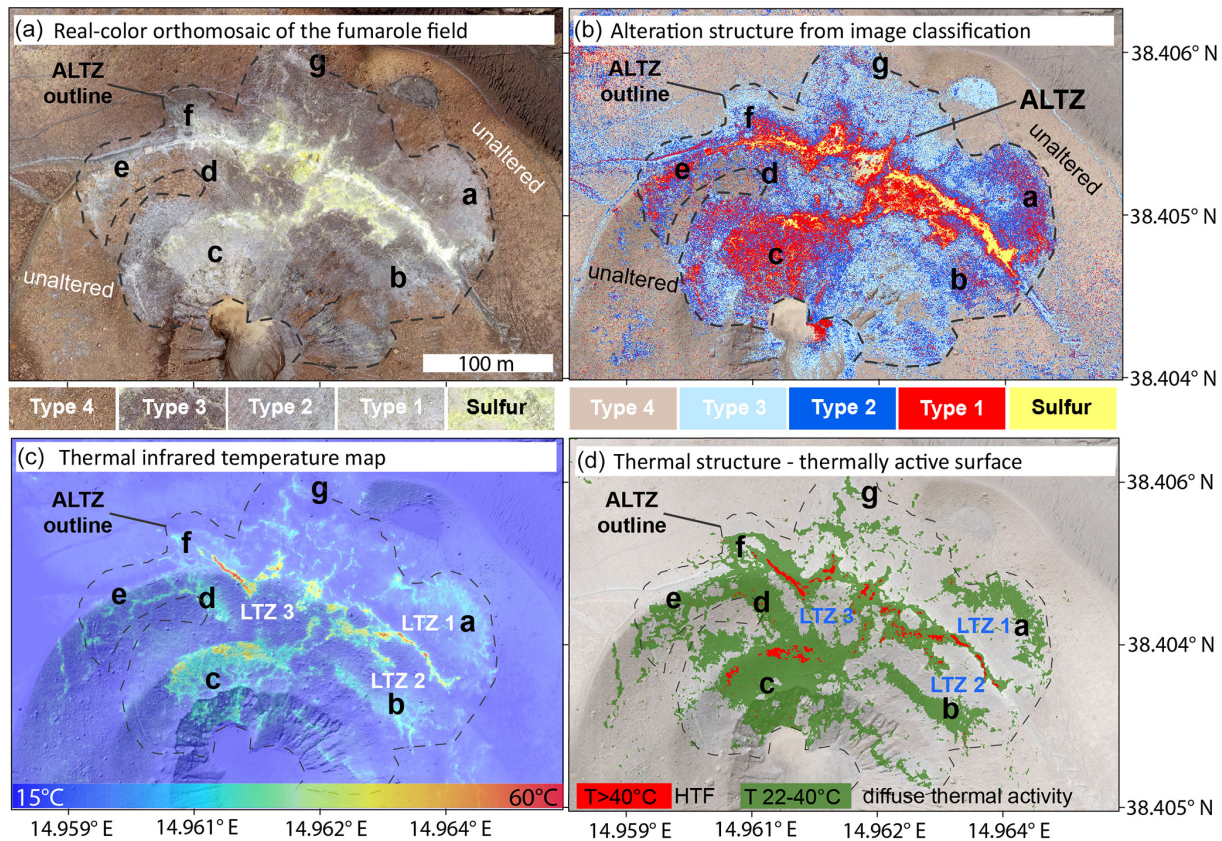 (a) Real-color orthomosaic of the fumarole field
ALTZ
outline
g
f
e
d
a
c
b
unaltered
unaltered
100 m
Type 4
Type 3
Type 2
Type 1
Sulfur
(b) Alteration structure from image classification
ALTZ
outline
g
ALTZ
f
e
d
a
c
b
unaltered
unaltered
38.406° N
38.405° N
38.404° N
Type 4
Type 3
Type 2
Type 1
Sulfur
(c) Thermal infrared temperature map
ALTZ
outline
g
f
e
d
LTZ 3
LTZ 1
a
c
LTZ 2
b
15°C
60°C
14.959° E
14.961° E
14.962° E
14.964° E
(d) Thermal structure - thermally active surface
ALTZ
outline
g
f
e
d
LTZ 3
LTZ 1
a
c
LTZ 2
b
T>40°C HTF
T 22-40°C diffuse thermal activity
38.406° N
38.404° N
38.405° N
14.959° E
14.961° E
14.962° E
14.964° E